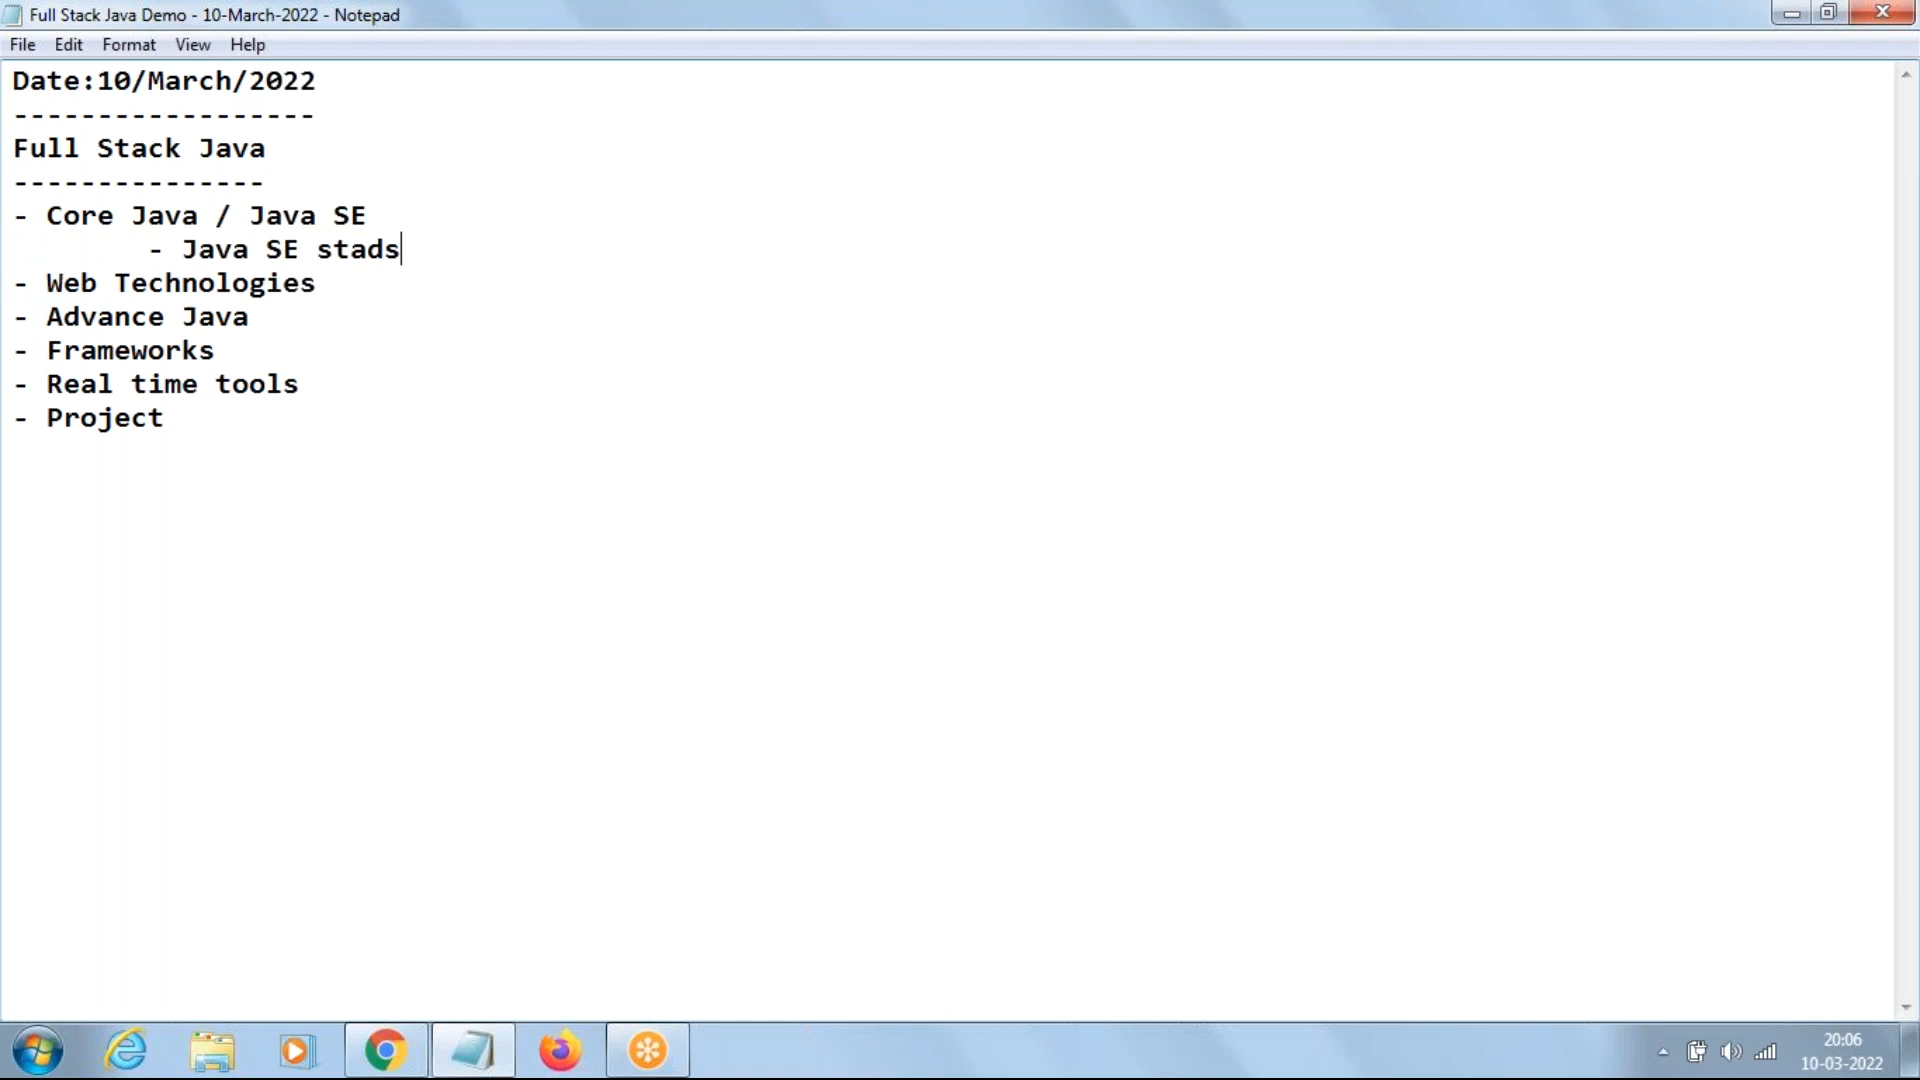 Full Stack Java Demo - 10-March-2022 - Notepad
File Edit Format View Help
Date:10/March/2022
------------------
Full Stack Java
---------------
- Core Java / Java SE
- Java SE stads
- Web Technologies
- Advance Java
- Frameworks
- Real time tools
- Project
20:06
10-03-2022